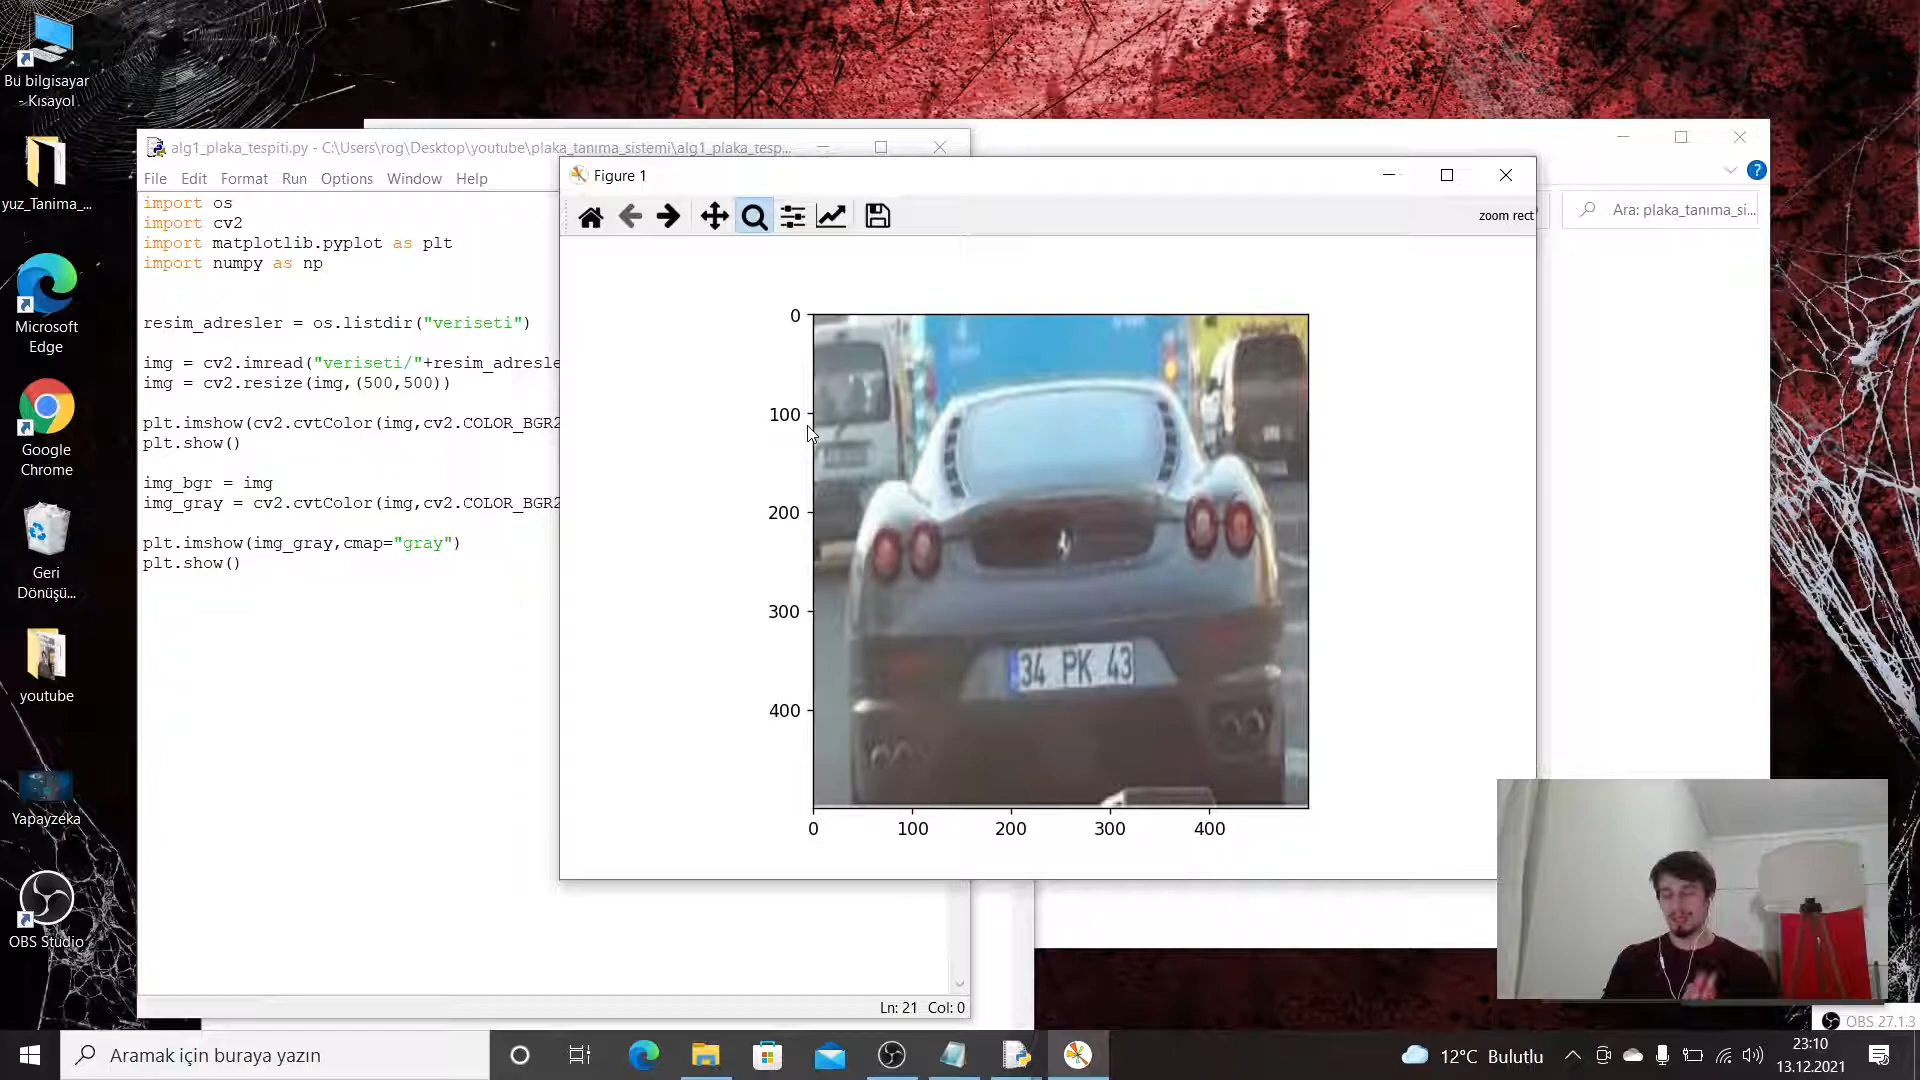 Bu bilgisayar
- Kısayol
yuz_Tanima_...
Microsoft
Edge
Google
Chrome
Geri
Dönüşü...
youtube
Yapayzeka
OBS Studio
alg1_plaka_tespiti.py - C:\Users\rog\Desktop\youtube\plaka_tanıma_sistemi\alg1_plaka_tesp...
File Edit Format Run Options Window Help
import os
import cv2
import matplotlib.pyplot as plt
import numpy as np
resim_adresler = os.listdir("veriseti")
img = cv2.imread("veriseti/"+resim_adresle
img = cv2.resize(img,(500,500))
plt.imshow(cv2.cvtColor(img,cv2.COLOR_BGR2
plt.show()
img_bgr = img
img_gray = cv2.cvtColor(img,cv2.COLOR_BGR2
plt.imshow(img_gray,cmap="gray")
plt.show()
Ln: 21 Col: 0
Figure 1
zoom rect
0
100
200
300
400
34 PK 43
0 100 200 300 400
?
Ara: plaka_tanıma_si...
OBS 27.1.3
Aramak için buraya yazın
12°C Bulutlu
23:10
13.12.2021